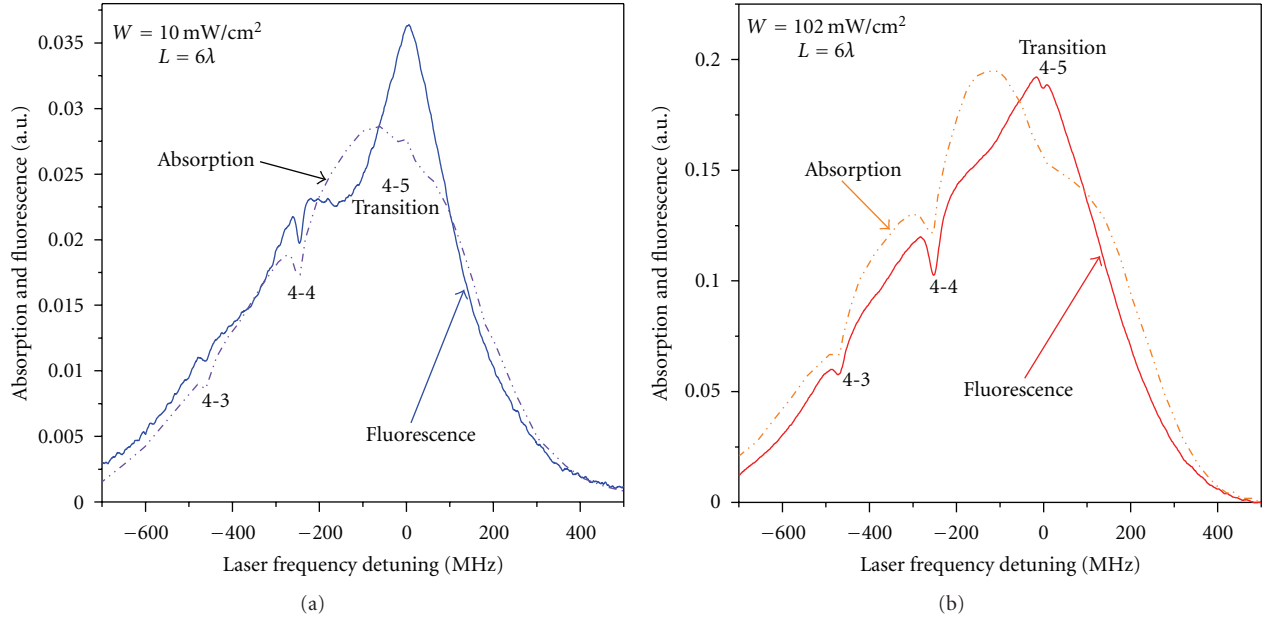 W = 10 mW/cm²
L = 6λ
Absorption
4-5
Transition
4-4
4-3
Fluorescence
Absorption and fluorescence (a.u.)
0.035
0.03
0.025
0.02
0.015
0.01
0.005
0
−600 −400 −200 0 200 400
Laser frequency detuning (MHz)
(a)
W = 102 mW/cm²
L = 6λ
Transition
4-5
Absorption
4-4
4-3
Fluorescence
Absorption and fluorescence (a.u.)
0.2
0.15
0.1
0.05
0
−600 −400 −200 0 200 400
Laser frequency detuning (MHz)
(b)